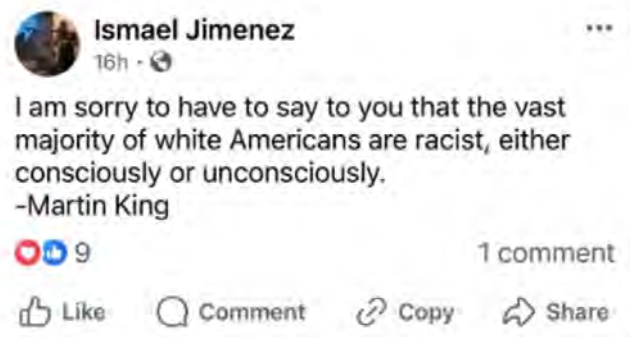 Ismael Jimenez
16h ·
I am sorry to have to say to you that the vast
majority of white Americans are racist, either
consciously or unconsciously.
-Martin King
9
1 comment
Like
Comment
Copy
Share